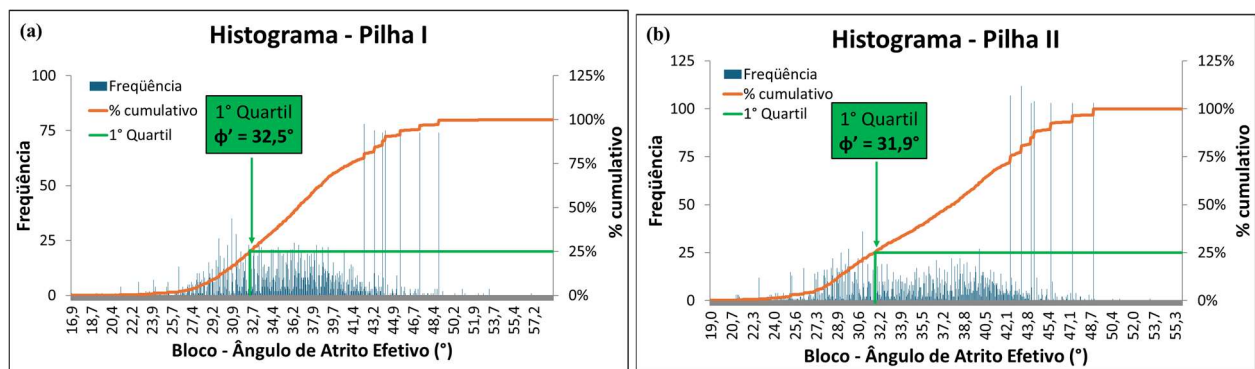 (a)
Histograma - Pilha I
Freqüência
% cumulativo
1° Quartil
1° Quartil
ϕ’ = 32,5°
100
75
50
25
0
Freqüência
125%
100%
75%
50%
25%
0%
% cumulativo
16,9 18,7 20,4 22,2 23,9 25,7 27,4 29,2 30,9 32,7 34,4 36,2 37,9 39,7 41,4 43,2 44,9 46,7 48,4 50,2 51,9 53,7 55,4 57,2
Bloco - Ângulo de Atrito Efetivo (°)
(b)
Histograma - Pilha II
Freqüência
% cumulativo
1° Quartil
1° Quartil
ϕ’ = 31,9°
125
100
75
50
25
0
Freqüência
125%
100%
75%
50%
25%
0%
% cumulativo
19,0 20,7 22,3 24,0 25,6 27,3 28,9 30,6 32,2 33,9 35,5 37,2 38,8 40,5 42,1 43,8 45,4 47,1 48,7 50,4 52,0 53,7 55,3
Bloco - Ângulo de Atrito Efetivo (°)